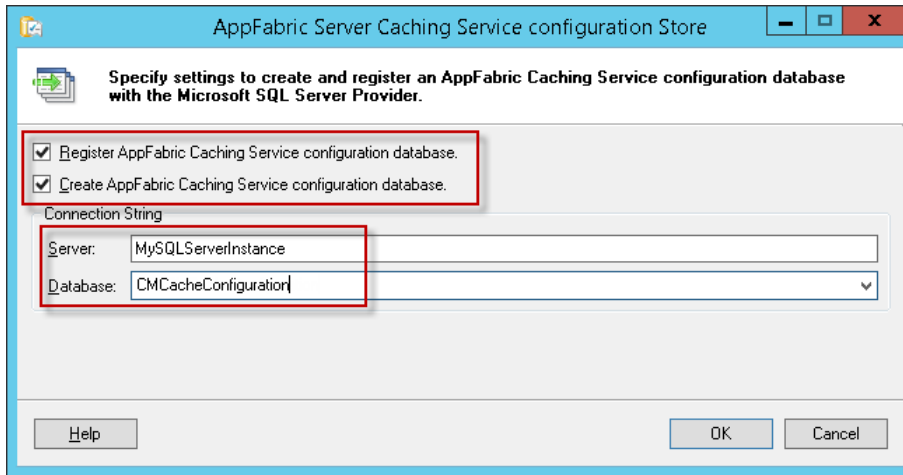 AppFabric Server Caching Service configuration Store
Specify settings to create and register an AppFabric Caching Service configuration database
with the Microsoft SQL Server Provider.
Register AppFabric Caching Service configuration database.
Create AppFabric Caching Service configuration database.
Connection String
Server: MySQLServerInstance
Database: CMCacheConfiguration
Help OK Cancel